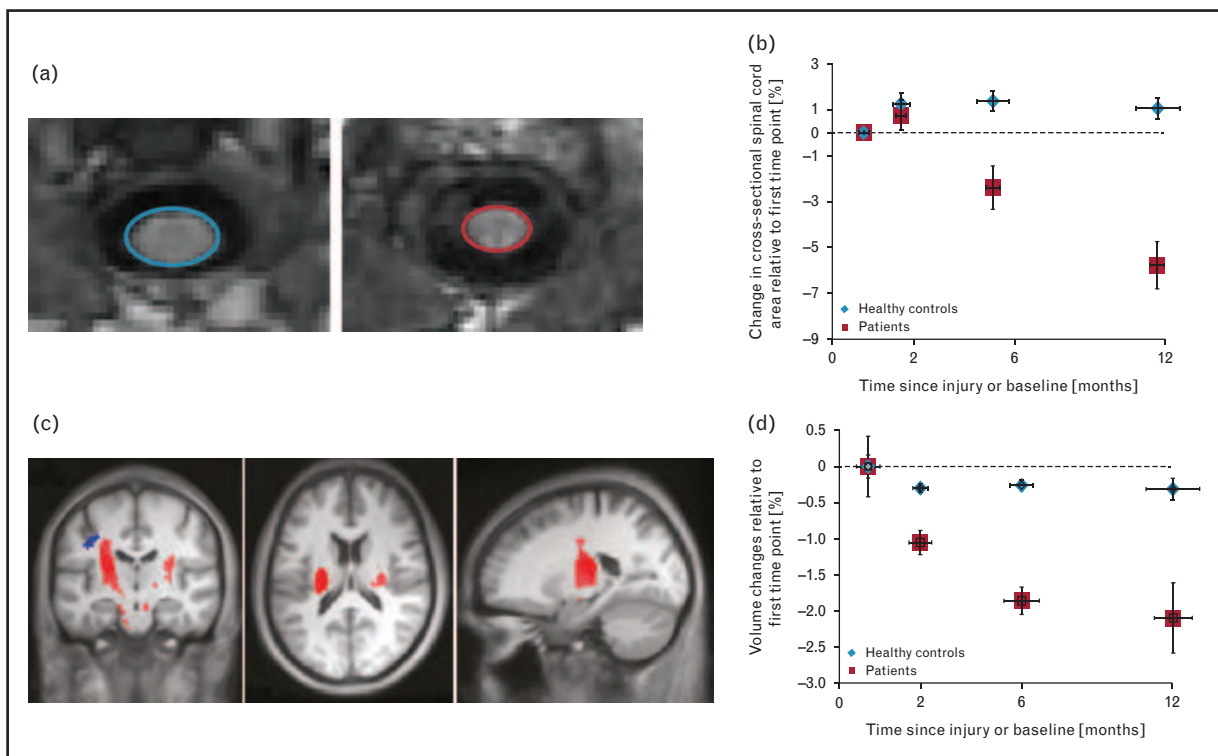 (a)
(b)
Change in cross-sectional spinal cord
area relative to first time point [%]
3
1
0
−1
−3
−5
−7
−9
Healthy controls
Patients
0
2
6
12
Time since injury or baseline [months]
(c)
(d)
Volume changes relative to
first time point [%]
0.5
0
−0.5
−1.0
−1.5
−2.0
−2.5
−3.0
Healthy controls
Patients
0
2
6
12
Time since injury or baseline [months]